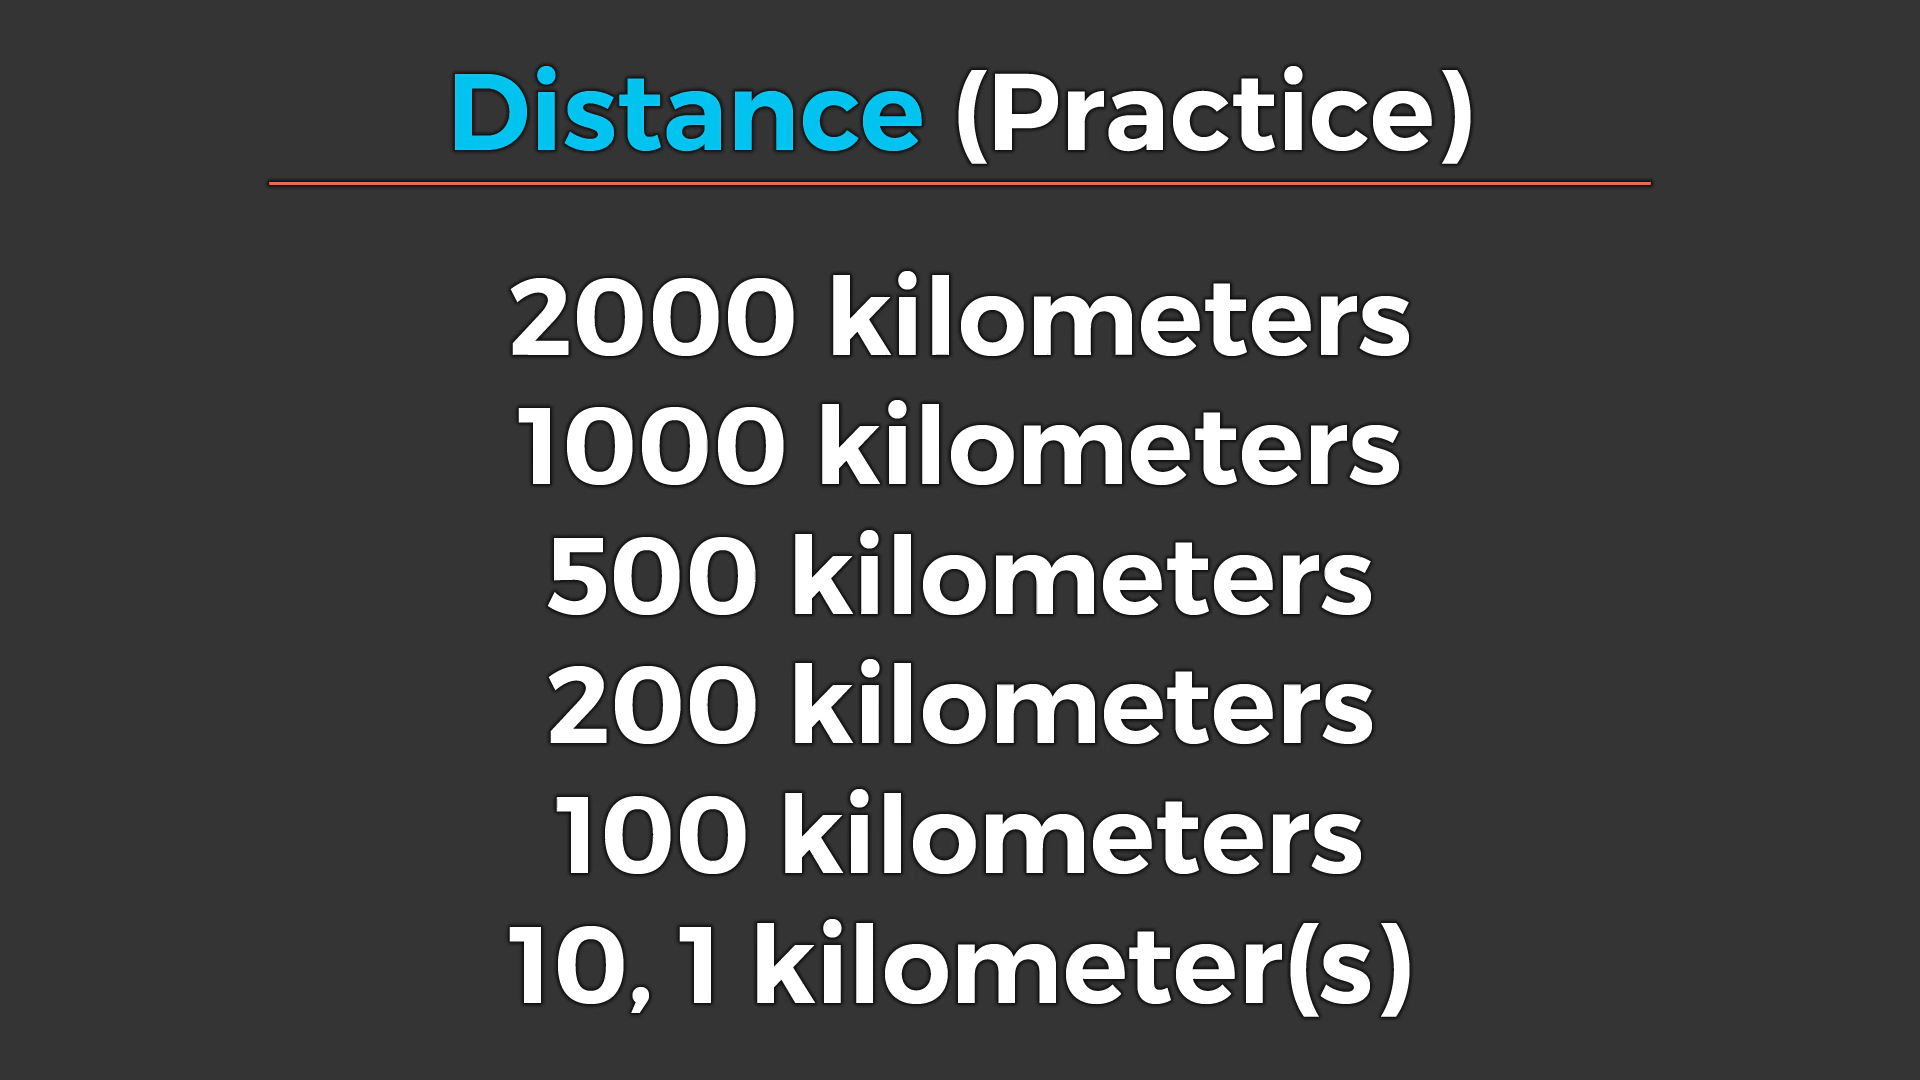 Distance (Practice)
2000 kilometers
1000 kilometers
500 kilometers
200 kilometers
100 kilometers
10, 1 kilometer(s)